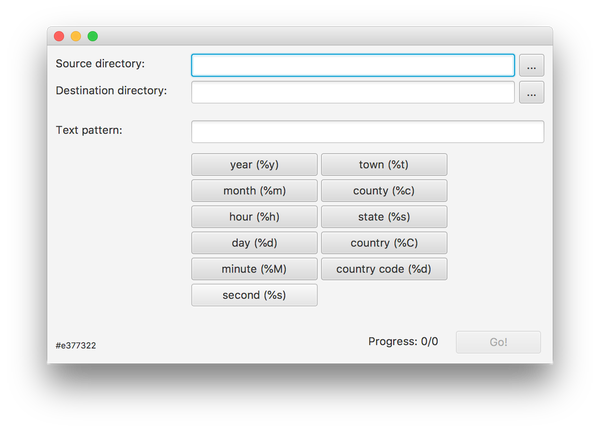 Source directory: ...
Destination directory: ...
Text pattern:
year (%y) town (%t)
month (%m) county (%c)
hour (%h) state (%s)
day (%d) country (%C)
minute (%M) country code (%d)
second (%s)
#e377322 Progress: 0/0 Go!